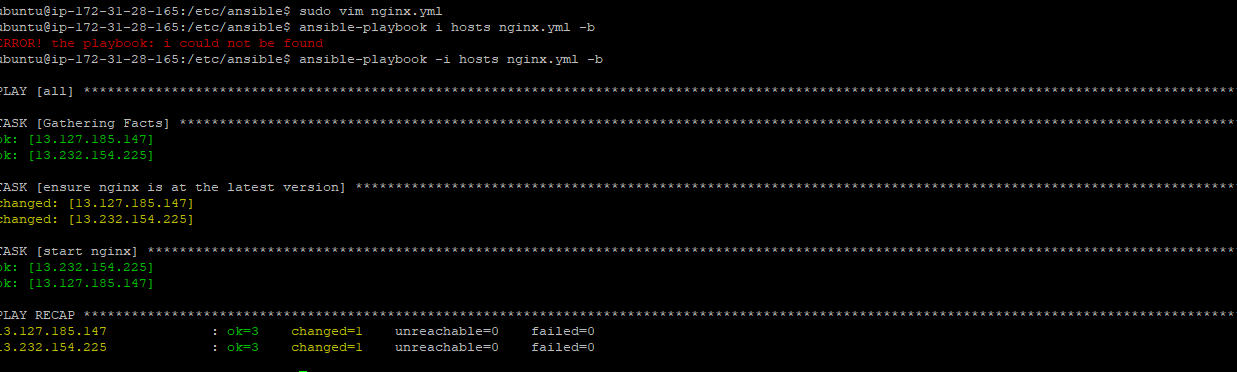 ubuntu@ip-172-31-28-165:/etc/ansible$ sudo vim nginx.yml
ubuntu@ip-172-31-28-165:/etc/ansible$ ansible-playbook i hosts nginx.yml -b
ERROR! the playbook: i could not be found
ubuntu@ip-172-31-28-165:/etc/ansible$ ansible-playbook -i hosts nginx.yml -b
PLAY [all] ************************************************************************************************************************************************
TASK [Gathering Facts] ************************************************************************************************************************************
ok: [13.127.185.147]
ok: [13.232.154.225]
TASK [ensure nginx is at the latest version] **************************************************************************************************************
changed: [13.127.185.147]
changed: [13.232.154.225]
TASK [start nginx] ****************************************************************************************************************************************
ok: [13.232.154.225]
ok: [13.127.185.147]
PLAY RECAP ************************************************************************************************************************************************
13.127.185.147 : ok=3 changed=1 unreachable=0 failed=0
13.232.154.225 : ok=3 changed=1 unreachable=0 failed=0